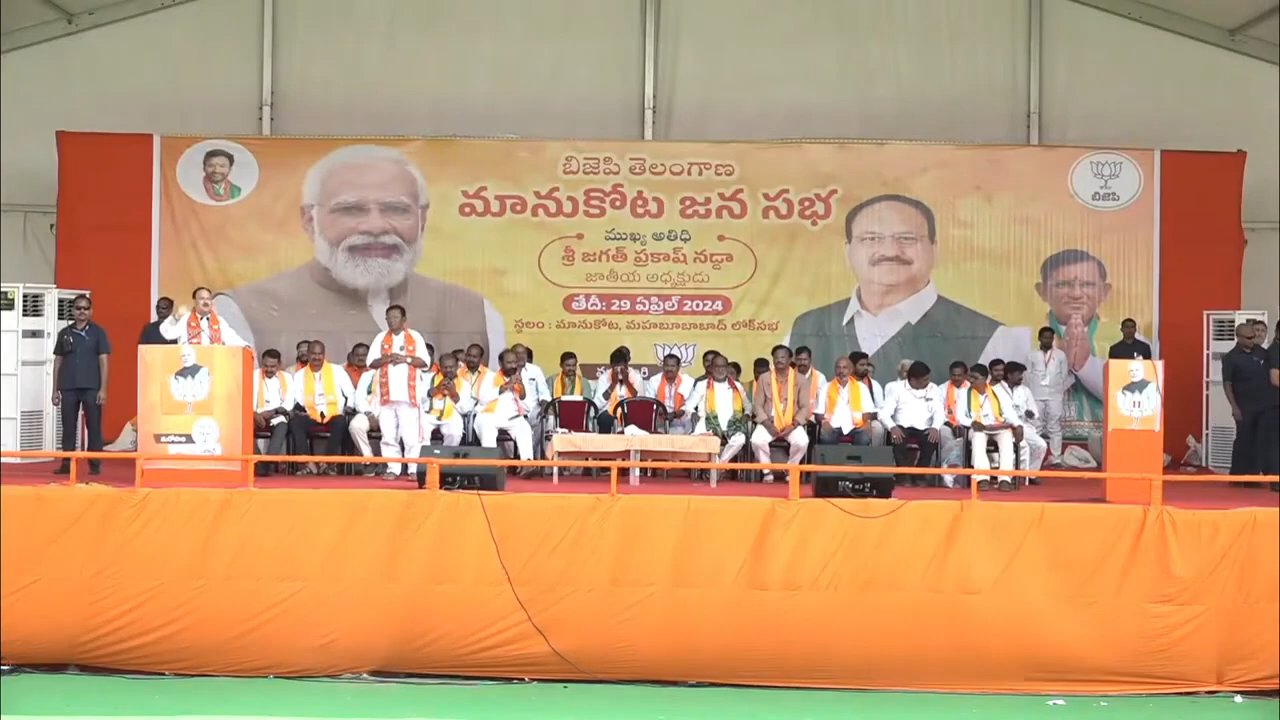 బిజెపి తెలంగాణ
మానుకోట జన సభ
ముఖ్య అతిథి
శ్రీ జగత్ ప్రకాష్ నడ్డా
జాతీయ అధ్యక్షుడు
తేదీ: 29 ఏప్రిల్ 2024
స్థలం : మానుకోట, మహబూబాబాద్ లోక్‌సభ
బిజెపి